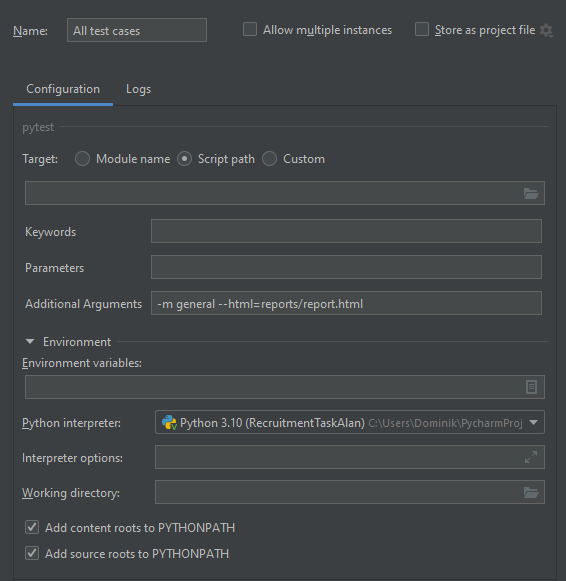 Name: All test cases Allow multiple instances Store as project file
Configuration Logs
pytest
Target: Module name Script path Custom
Keywords
Parameters
Additional Arguments -m general --html=reports/report.html
Environment
Environment variables:
Python interpreter: Python 3.10 (RecruitmentTaskAlan) C:\Users\Dominik\PycharmProj
Interpreter options:
Working directory:
Add content roots to PYTHONPATH
Add source roots to PYTHONPATH